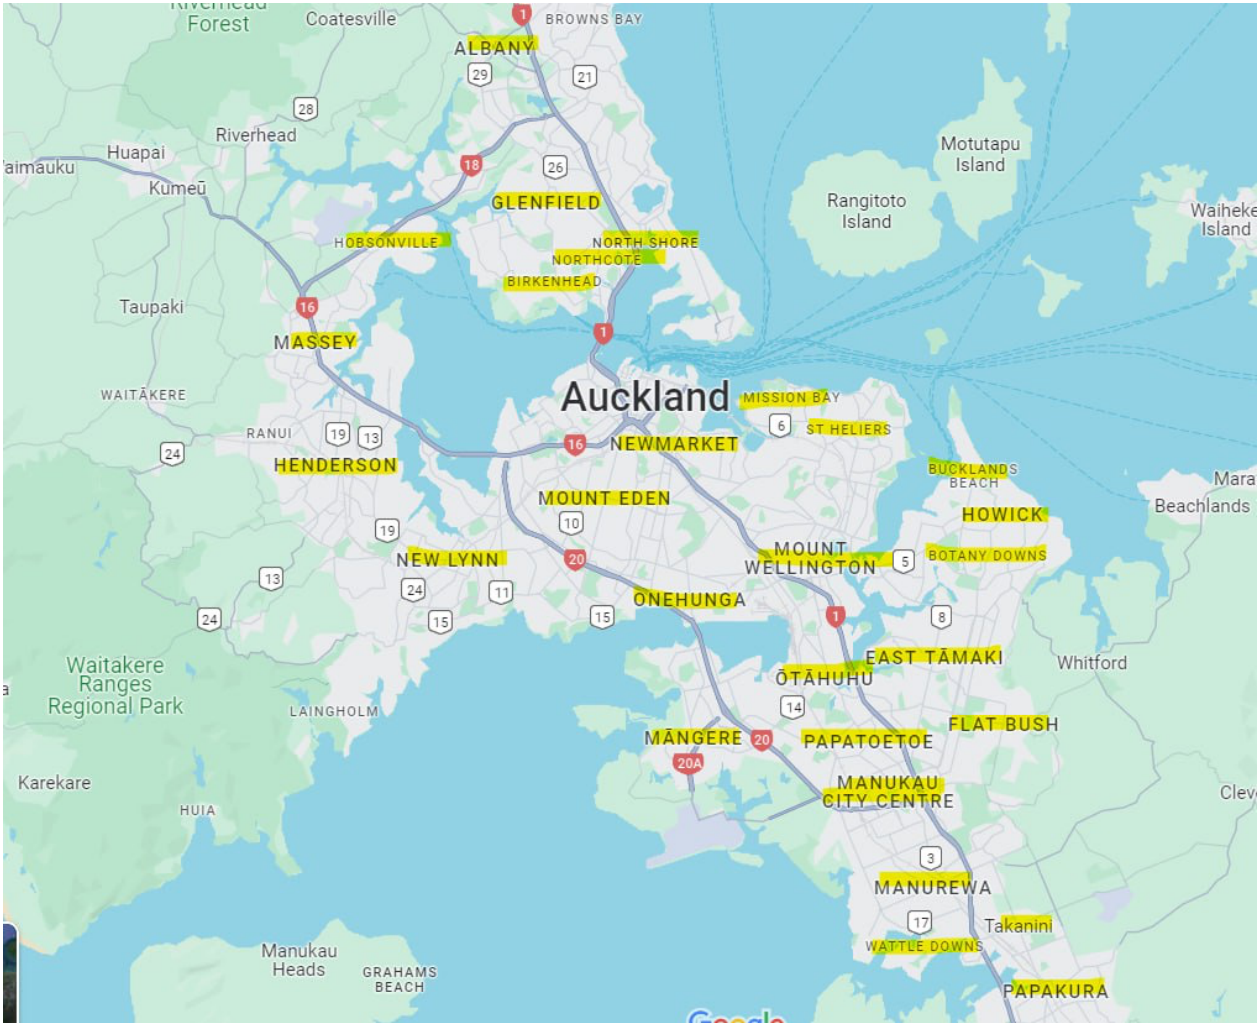 Riverhead
Forest
Coatesville
1
BROWNS BAY
ALBANY
29
21
28
Riverhead
Huapai
Kumeū
18
26
Motutapu
Island
GLENFIELD
Rangitoto
Island
Waiheke
Island
HOBSONVILLE
NORTH SHORE
NORTHCOTE
BIRKENHEAD
Taupaki
16
1
MASSEY
WAITĀKERE
Auckland
MISSION BAY
6
ST HELIERS
RANUI
19
13
24
16
NEWMARKET
HENDERSON
BUCKLANDS
BEACH
Beachlands
MOUNT EDEN
10
HOWICK
19
NEW LYNN
20
MOUNT
WELLINGTON
5
BOTANY DOWNS
13
24
11
ONEHUNGA
24
15
15
1
8
Waitakere
Ranges
Regional Park
EAST TĀMAKI
Whitford
ŌTĀHUHU
14
LAINGHOLM
FLAT BUSH
MĀNGERE
20
PAPATOETOE
20A
Karekare
MANUKAU
CITY CENTRE
HUIA
3
MANUREWA
17
Takanini
WATTLE DOWNS
Manukau
Heads
GRAHAMS
BEACH
PAPAKURA
Google